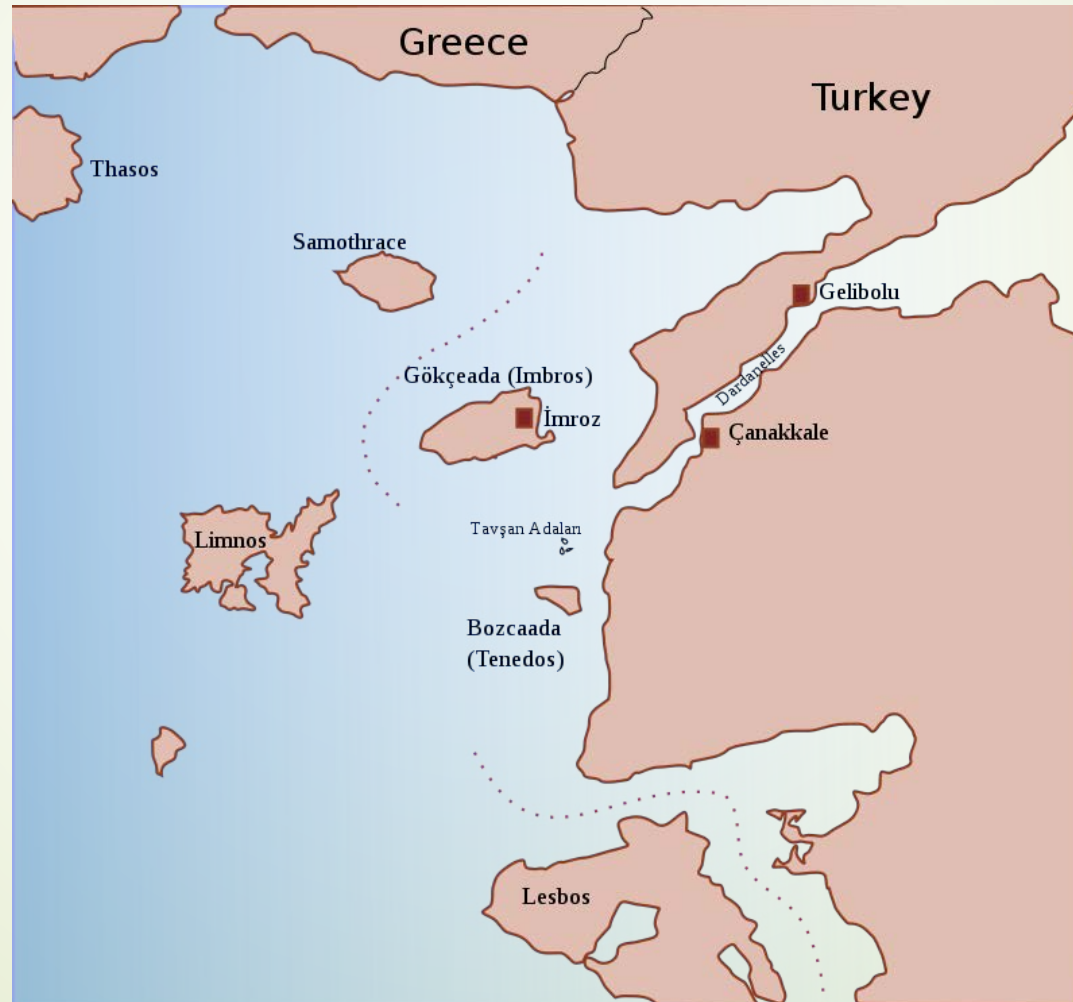 Greece
Turkey
Thasos
Samothrace
Gelibolu
Dardanelles
Gökçeada (Imbros)
İmroz
Çanakkale
Tavşan Adaları
Limnos
Bozcaada
(Tenedos)
Lesbos